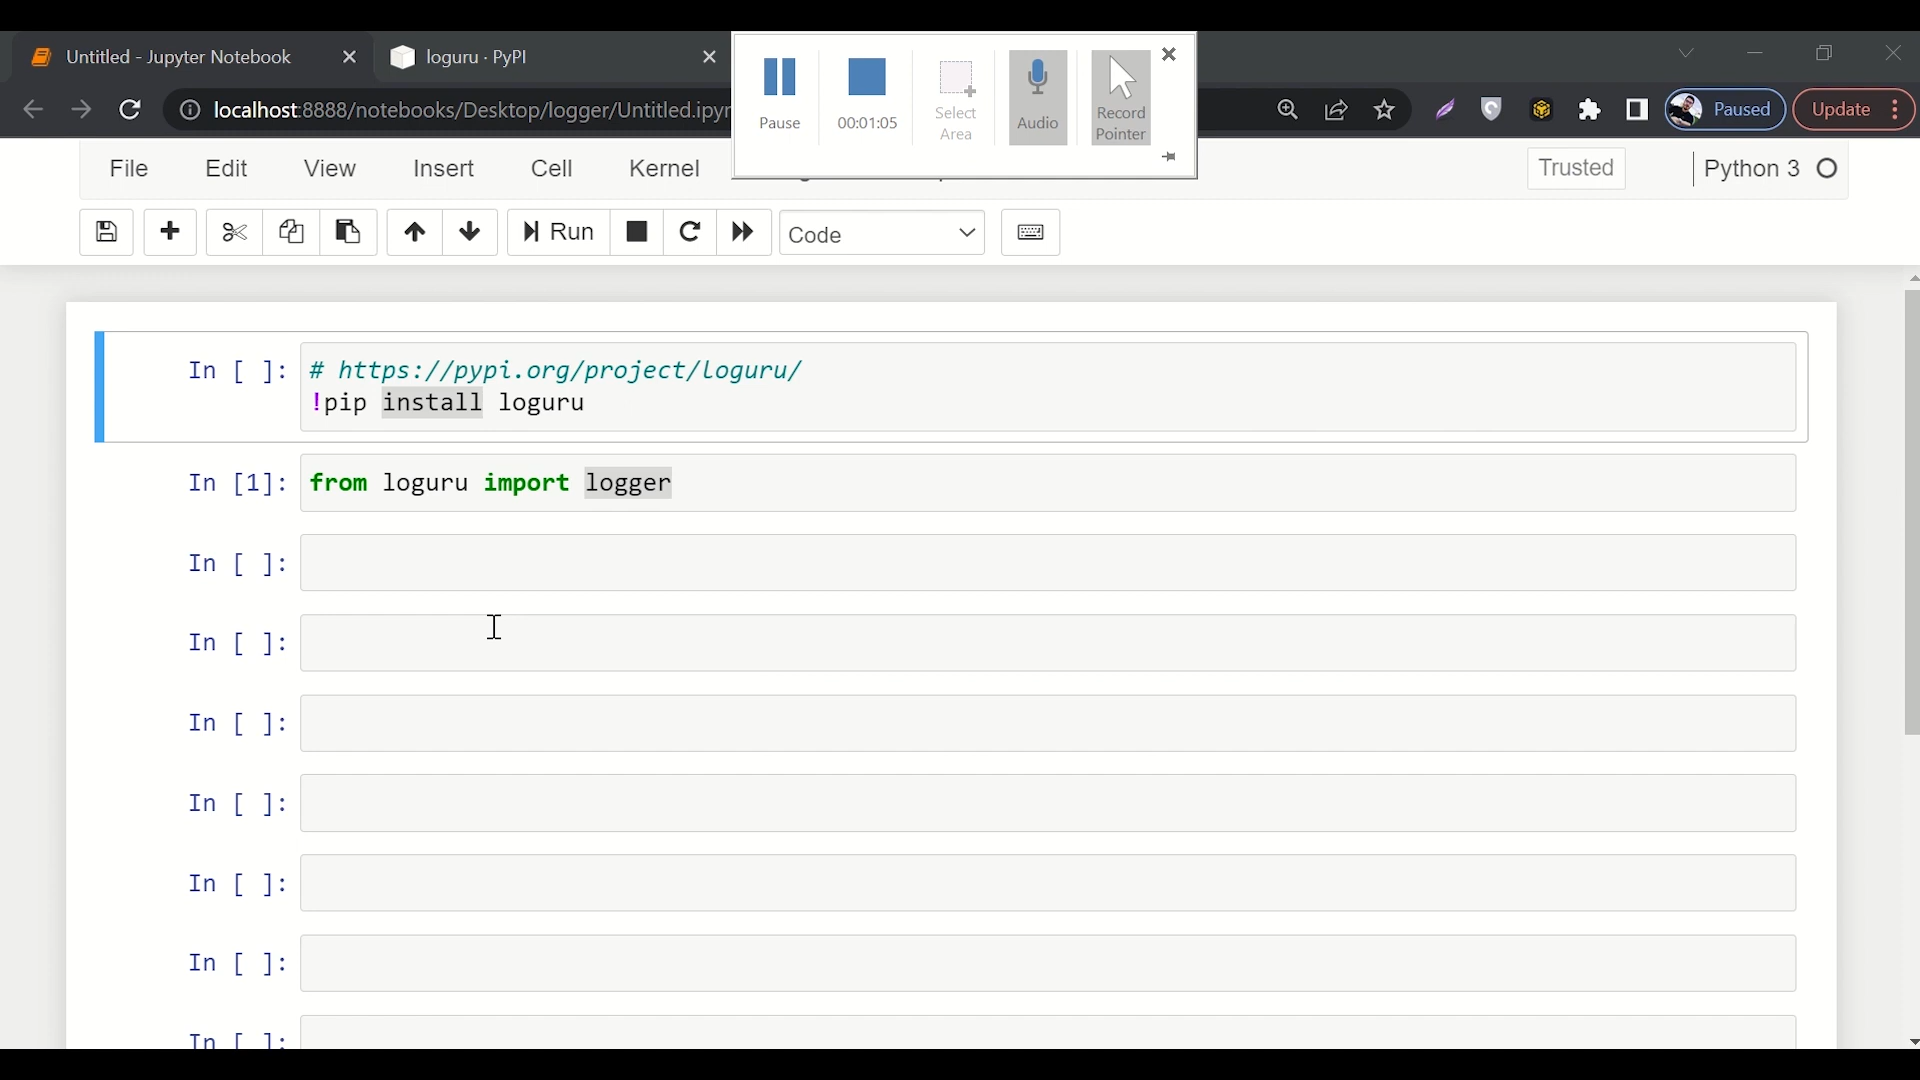 Untitled - Jupyter Notebook
loguru · PyPI
localhost:8888/notebooks/Desktop/logger/Untitled.ipyn
Pause
00:01:05
Select
Area
Audio
Record
Pointer
Paused
Update
File Edit View Insert Cell Kernel
Trusted
Python 3
Run
Code
In [ ]: # https://pypi.org/project/loguru/
!pip install loguru
In [1]: from loguru import logger
In [ ]:
In [ ]:
In [ ]:
In [ ]:
In [ ]:
In [ ]:
In [ ]: